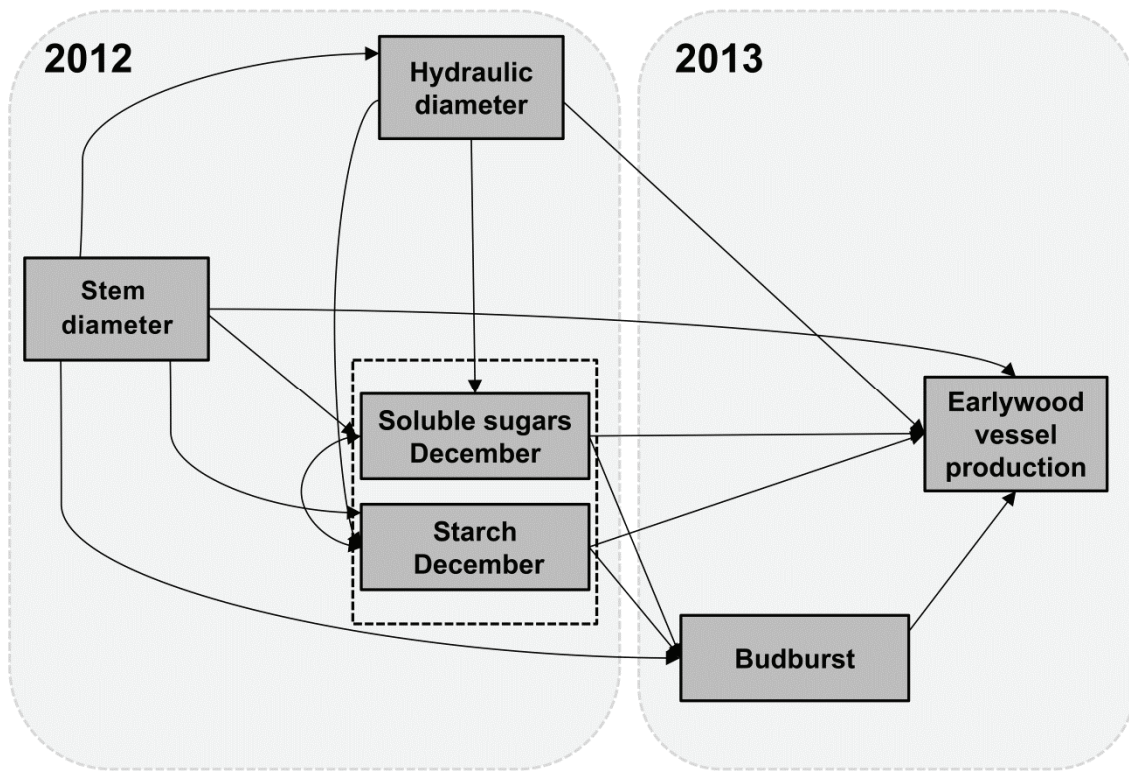 2012
2013
Hydraulic
diameter
Stem
diameter
Soluble sugars
December
Starch
December
Earlywood
vessel
production
Budburst